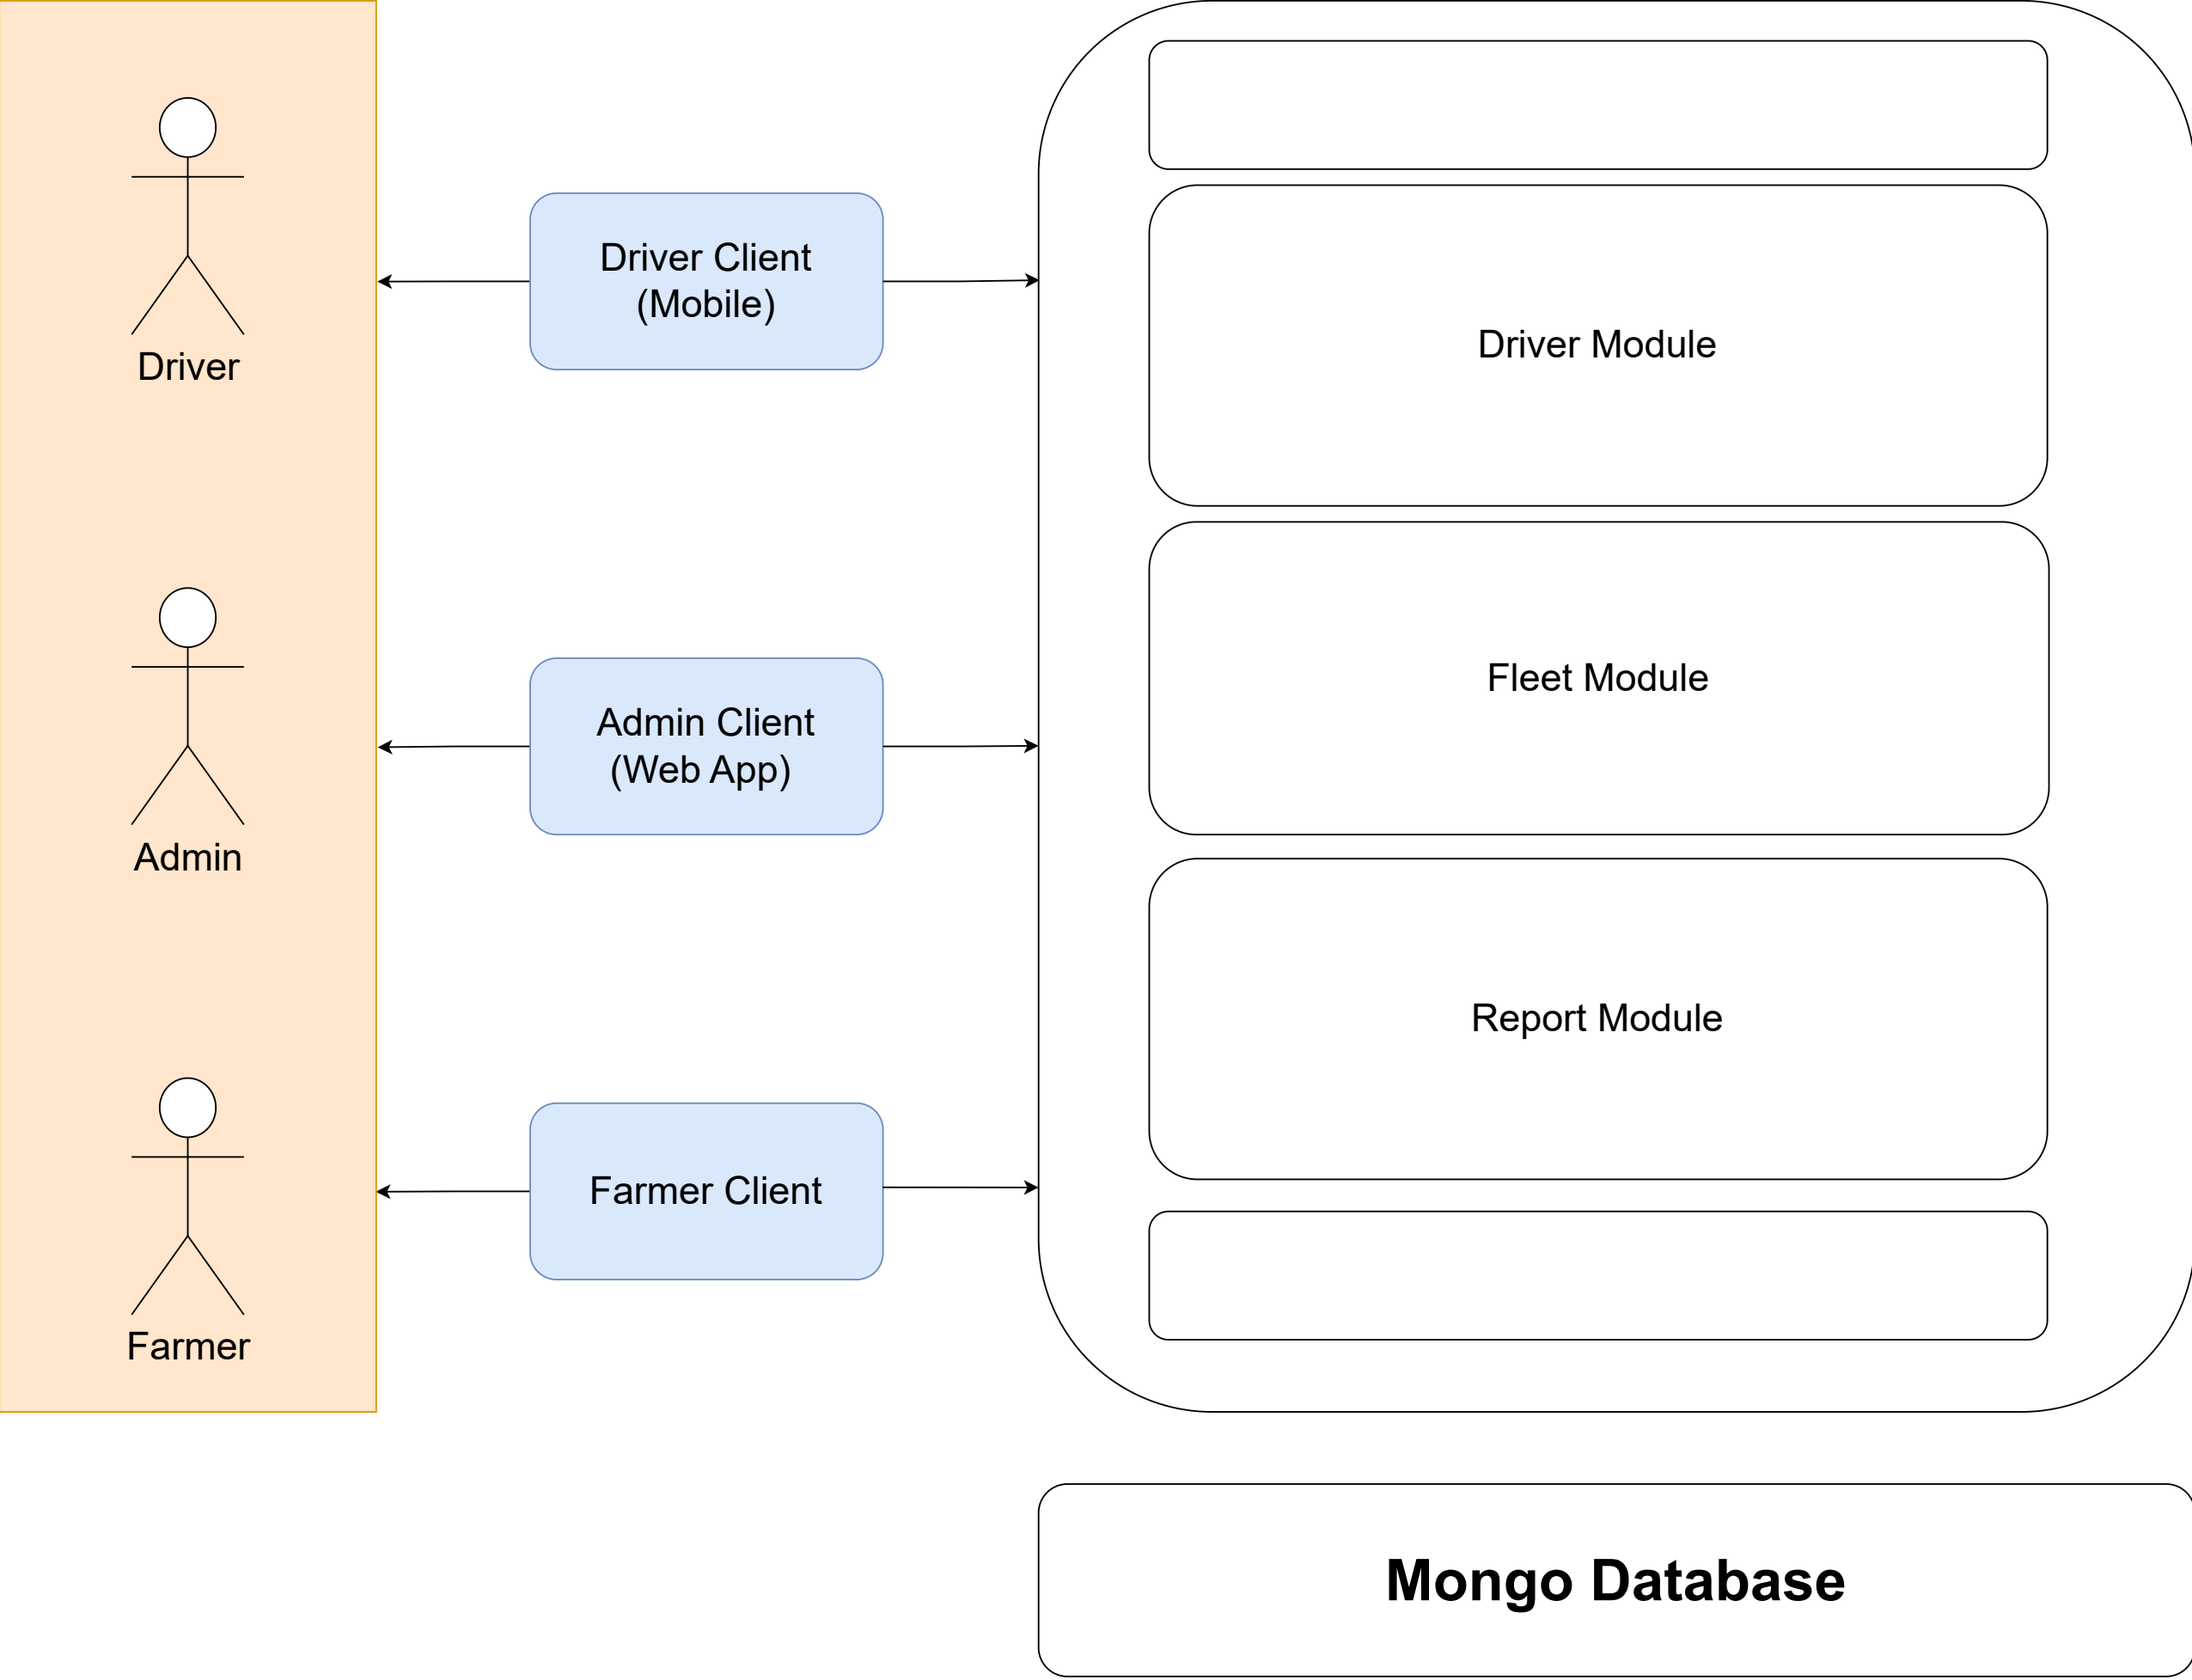 Driver
Admin
Farmer
Driver Client
(Mobile)
Admin Client
(Web App)
Farmer Client
Driver Module
Fleet Module
Report Module
Mongo Database